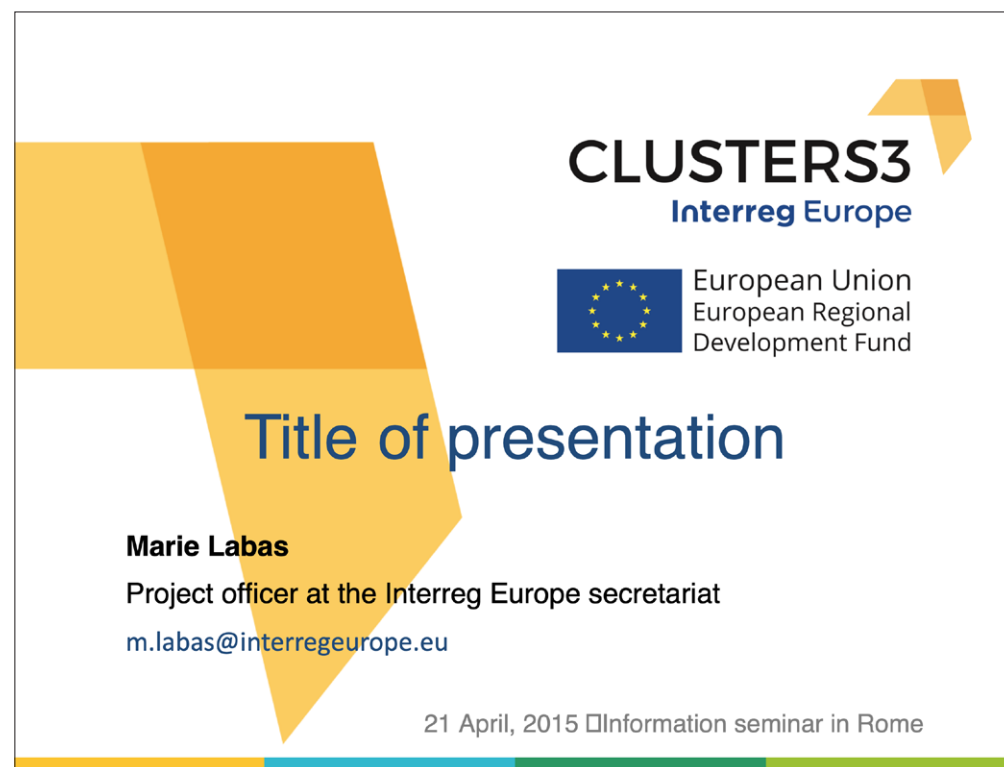 CLUSTERS3
Interreg Europe
European Union
European Regional
Development Fund
Title of presentation
Marie Labas
Project officer at the Interreg Europe secretariat
m.labas@interregeurope.eu
21 April, 2015 □Information seminar in Rome